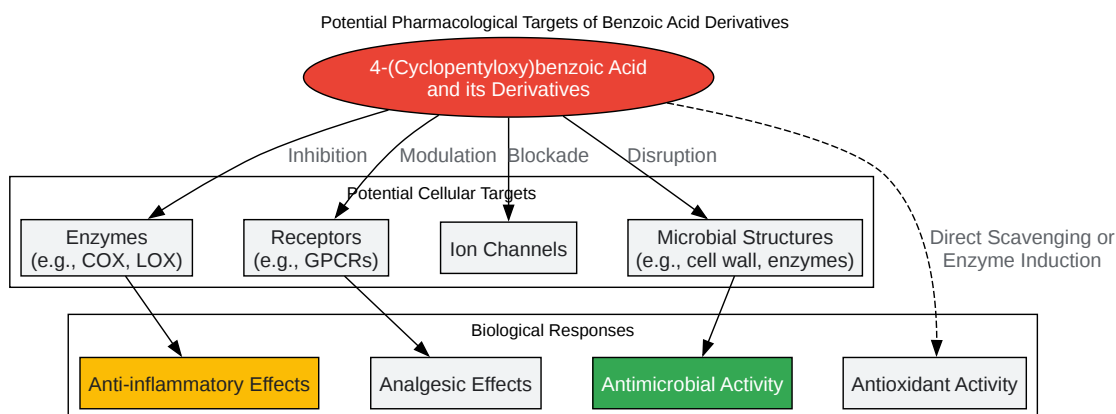 Potential Pharmacological Targets of Benzoic Acid Derivatives
4-(Cyclopentyloxy)benzoic Acid
and its Derivatives
Inhibition
Modulation
Blockade
Disruption
Potential Cellular Targets
Enzymes
(e.g., COX, LOX)
Receptors
(e.g., GPCRs)
Ion Channels
Microbial Structures
(e.g., cell wall, enzymes)
Direct Scavenging or
Enzyme Induction
Biological Responses
Anti-inflammatory Effects
Analgesic Effects
Antimicrobial Activity
Antioxidant Activity